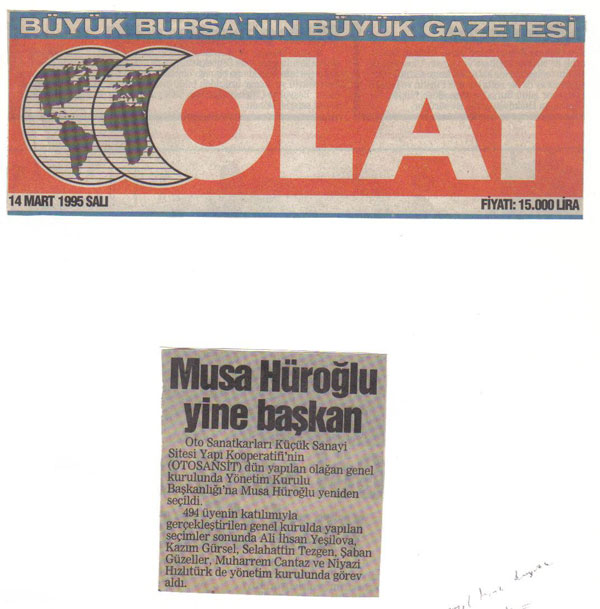 BÜYÜK BURSA'NIN BÜYÜK GAZETESİ
OLAY
14 MART 1995 SALI FİYATI: 15.000 LİRA
Musa Hüroğlu
yine başkan
Oto Sanatkarları Küçük Sanayi
Sitesi Yapı Kooperatifi'nin
(OTOSANSİT) dün yapılan olağan genel
kurulunda Yönetim Kurulu
Başkanlığı'na Musa Hüroğlu yeniden
seçildi.
494 üyenin katılımıyla
gerçekleştirilen genel kurulda yapılan
seçimler sonunda Ali İhsan Yeşilova,
Kazım Gürsel, Selahattin Tezgen, Şaban
Güzeller, Muharrem Cantaz ve Niyazi
Hızlıtürk de yönetim kurulunda görev
aldı.